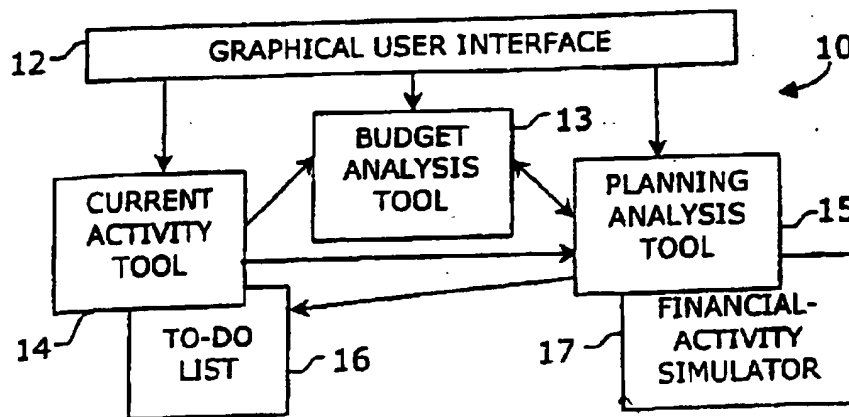 12
GRAPHICAL USER INTERFACE
10
BUDGET
ANALYSIS
TOOL
13
CURRENT
ACTIVITY
TOOL
PLANNING
ANALYSIS
TOOL
15
14
TO-DO
LIST
16
17
FINANCIAL-
ACTIVITY
SIMULATOR